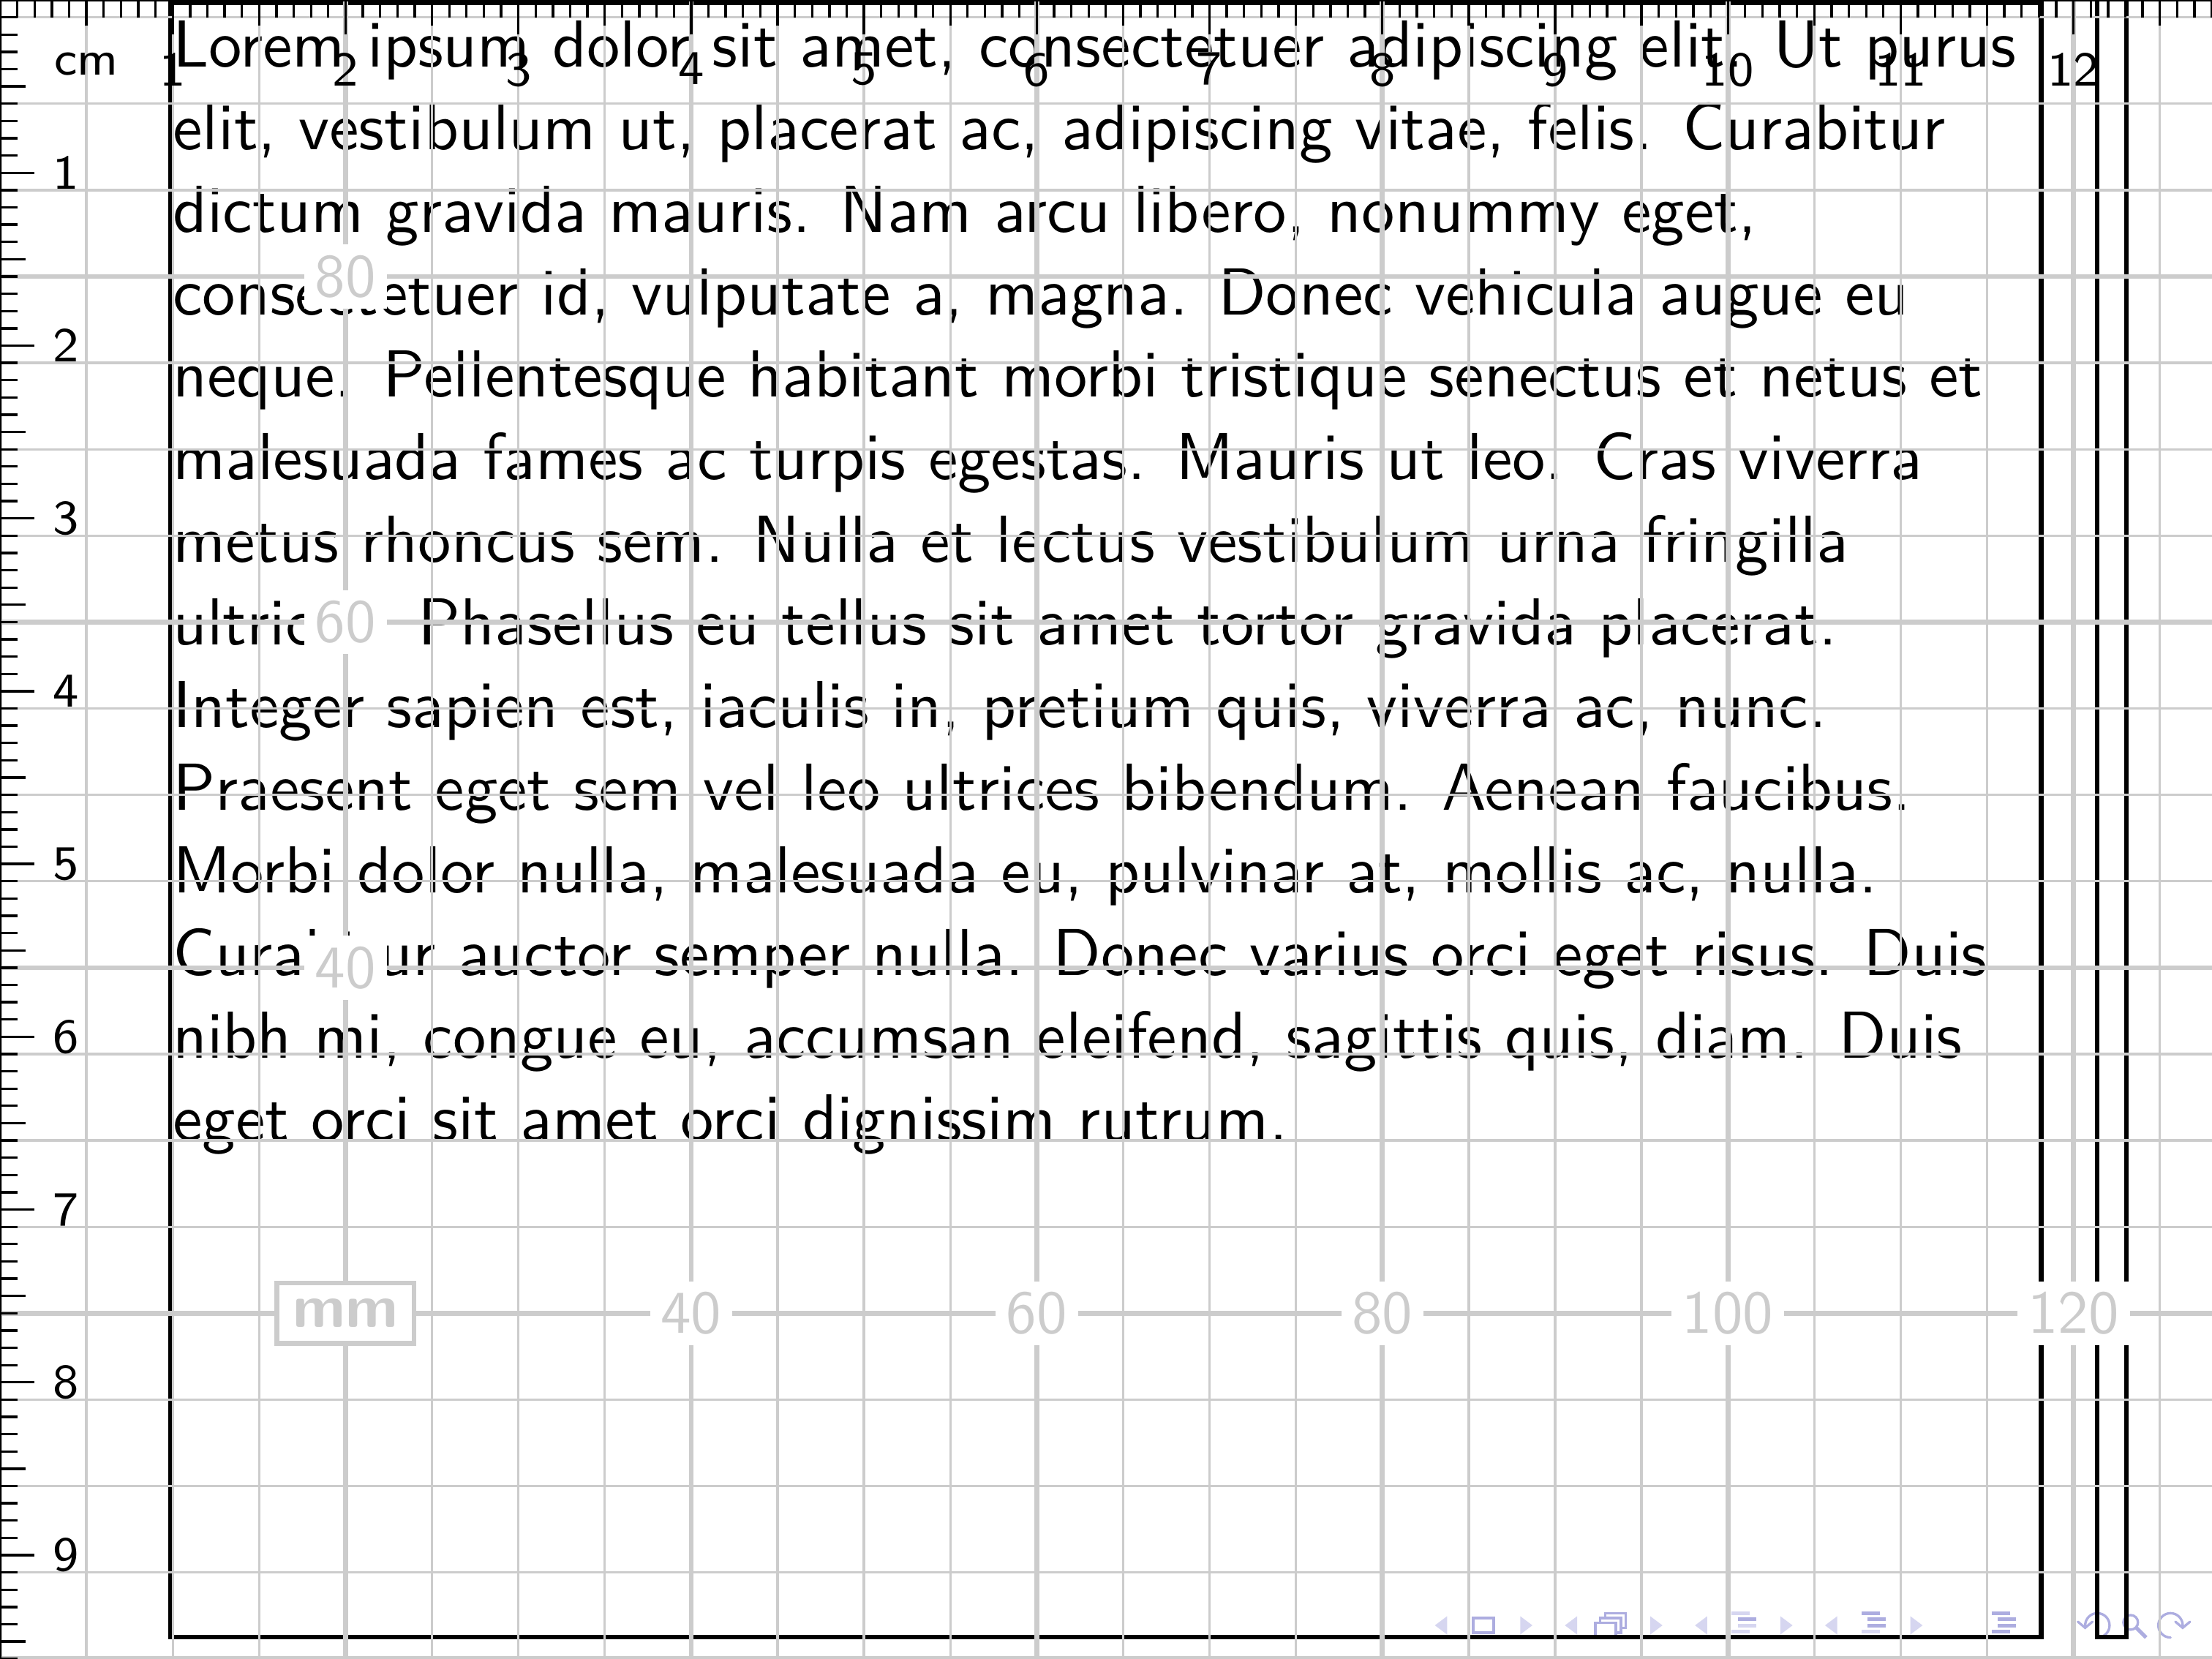 cm 1 2 3 4 5 6 7 8 9 10 11 12
Lorem ipsum dolor sit amet, consectetuer adipiscing elit. Ut purus
elit, vestibulum ut, placerat ac, adipiscing vitae, felis. Curabitur
1
dictum gravida mauris. Nam arcu libero, nonummy eget,
80
consectetuer id, vulputate a, magna. Donec vehicula augue eu
2
neque. Pellentesque habitant morbi tristique senectus et netus et
malesuada fames ac turpis egestas. Mauris ut leo. Cras viverra
3
metus rhoncus sem. Nulla et lectus vestibulum urna fringilla
60
Phasellus eu tellus sit amet tortor gravida placerat.
4
Integer sapien est, iaculis in, pretium quis, viverra ac, nunc.
Praesent eget sem vel leo ultrices bibendum. Aenean faucibus.
5
Morbi dolor nulla, malesuada eu, pulvinar at, mollis ac, nulla.
40
auctor semper nulla. Donec varius orci eget risus. Duis
6
nibh mi, congue eu, accumsan eleifend, sagittis quis, diam. Duis
eget orci sit amet orci dignissim rutrum.
7
mm 40 60 80 100 120
8
9